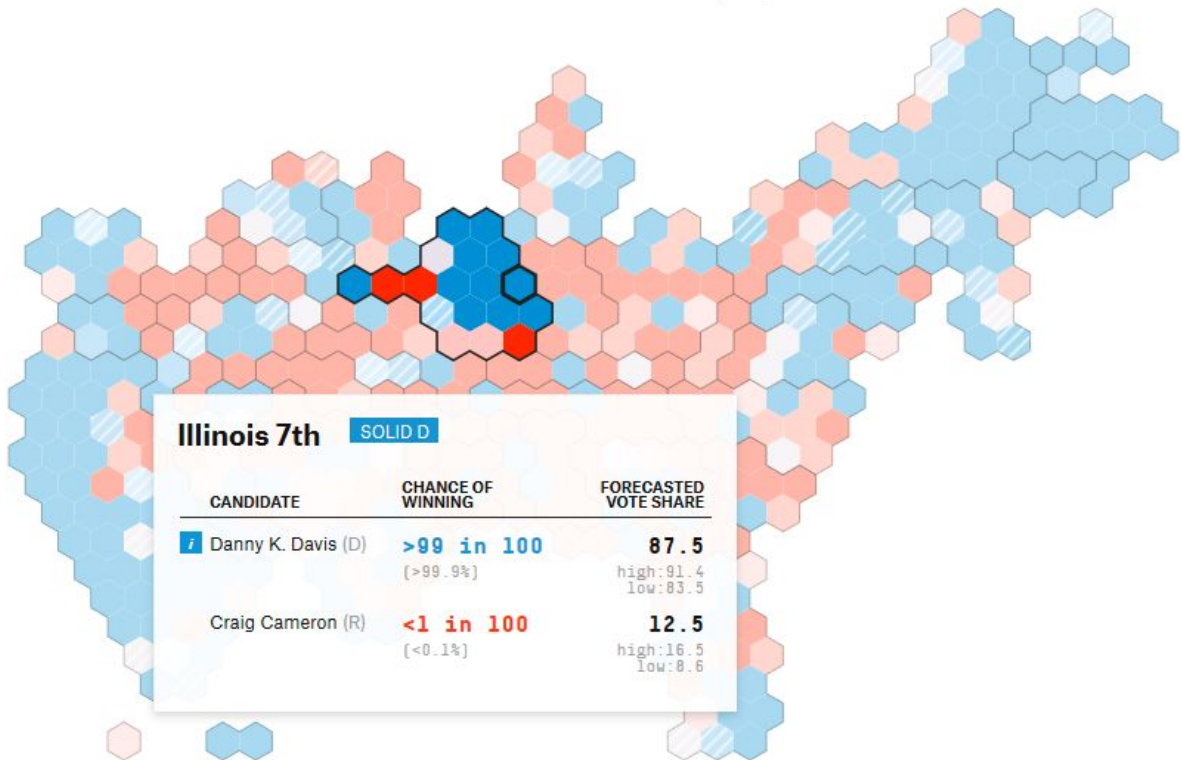 Illinois 7th SOLID D
CANDIDATE CHANCE OF WINNING FORECASTED VOTE SHARE
i Danny K. Davis (D) >99 in 100 87.5
(>99.9%) high:91.4
low:83.5
Craig Cameron (R) <1 in 100 12.5
(<0.1%) high:16.5
low:8.6